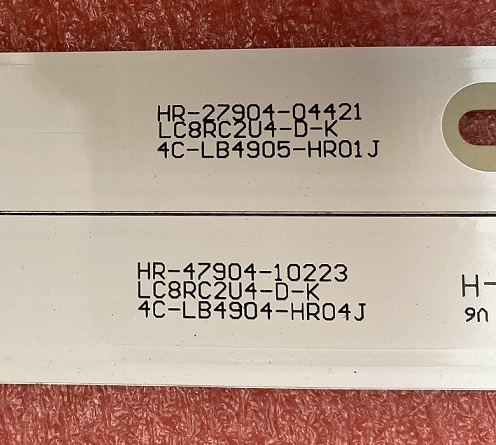 HR-27904-04421
LC8RC2U4-D-K
4C-LB4905-HR01J
HR-47904-10223
LC8RC2U4-D-K
4C-LB4904-HR04J
H-